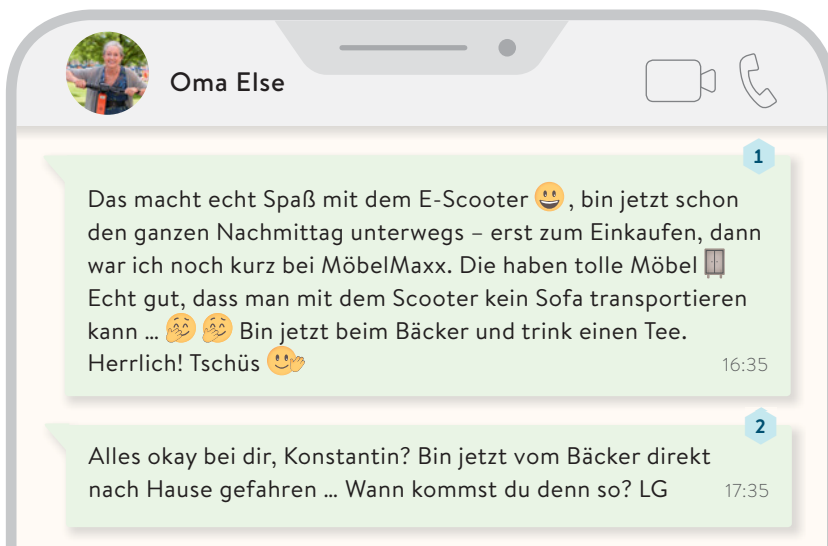 Oma Else
1
Das macht echt Spaß mit dem E-Scooter 😀, bin jetzt schon
den ganzen Nachmittag unterwegs – erst zum Einkaufen, dann
war ich noch kurz bei MöbelMaxx. Die haben tolle Möbel
Echt gut, dass man mit dem Scooter kein Sofa transportieren
kann … 🤭 🤭 Bin jetzt beim Bäcker und trink einen Tee.
Herrlich! Tschüs
16:35
2
Alles okay bei dir, Konstantin? Bin jetzt vom Bäcker direkt
nach Hause gefahren … Wann kommst du denn so? LG
17:35